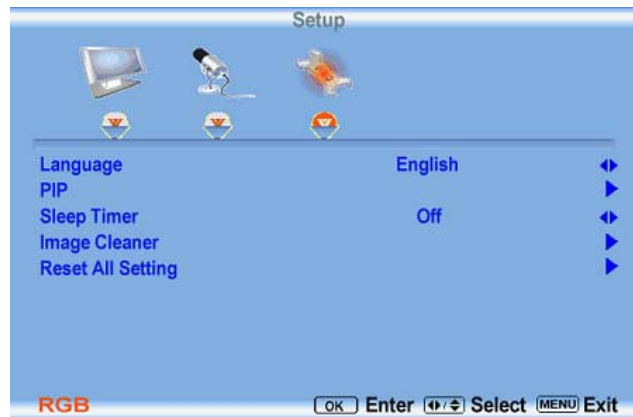 Setup
Language English
PIP
Sleep Timer Off
Image Cleaner
Reset All Setting
RGB OK Enter Select MENU Exit